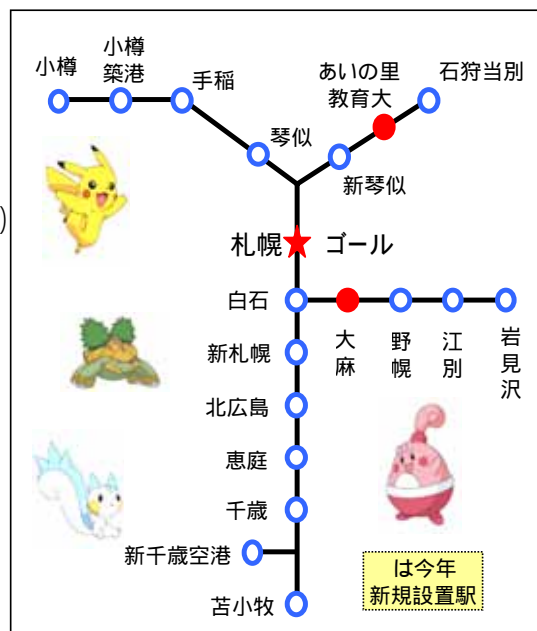 小樽
小樽
築港
手稲
琴似
あいの里
教育大
石狩当別
新琴似
札幌
ゴール
白石
大麻
野幌
江別
岩見沢
新札幌
北広島
恵庭
千歳
新千歳空港
苫小牧
は今年
新規設置駅
)